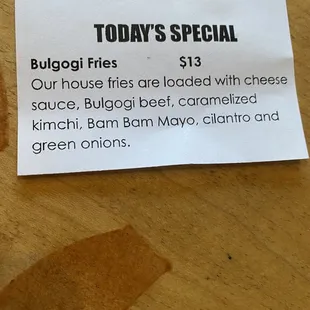 TODAY'S SPECIAL
Bulgogi Fries $13
Our house fries are loaded with cheese
sauce, Bulgogi beef, caramelized
kimchi, Bam Bam Mayo, cilantro and
green onions.